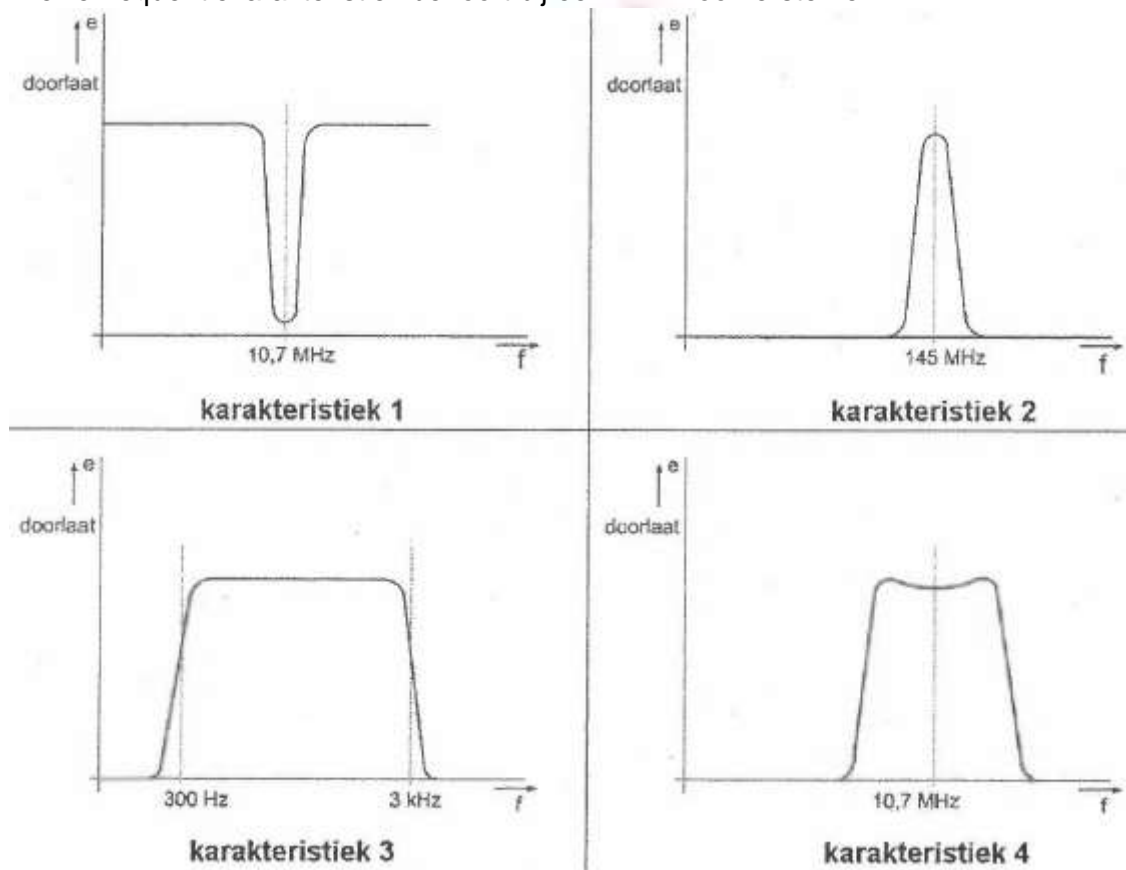 e
doorlaat
10,7 MHz
f
karakteristiek 1
e
doorlaat
145 MHz
f
karakteristiek 2
e
doorlaat
300 Hz
3 kHz
f
karakteristiek 3
e
doorlaat
10,7 MHz
f
karakteristiek 4